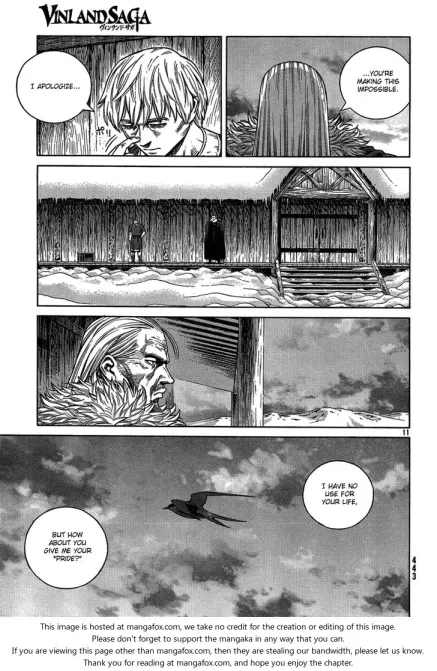 VINLAND SAGA
ヴィンランド・サガ
...YOU'RE
MAKING THIS
IMPOSSIBLE.
I APOLOGIZE...
ポリ
11
I HAVE NO
USE FOR
YOUR LIFE,
BUT HOW
ABOUT YOU
GIVE ME YOUR
"PRIDE?"
443
This image is hosted at mangafox.com, we take no credit for the creation or editing of this image.
Please don't forget to support the mangaka in any way that you can.
If you are viewing this page other than mangafox.com, then they are stealing our bandwidth, please let us know.
Thank you for reading at mangafox.com, and hope you enjoy the chapter.